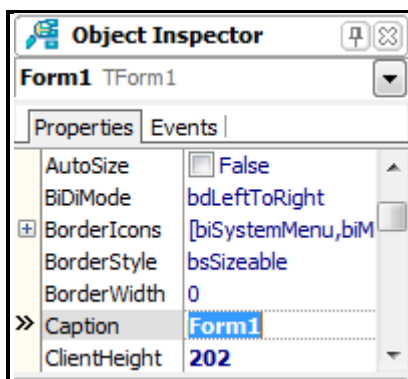 Object Inspector
Form1 TForm1
Properties Events
AutoSize False
BiDiMode bdLeftToRight
BorderIcons [biSystemMenu,biM
BorderStyle bsSizeable
BorderWidth 0
Caption Form1
ClientHeight 202